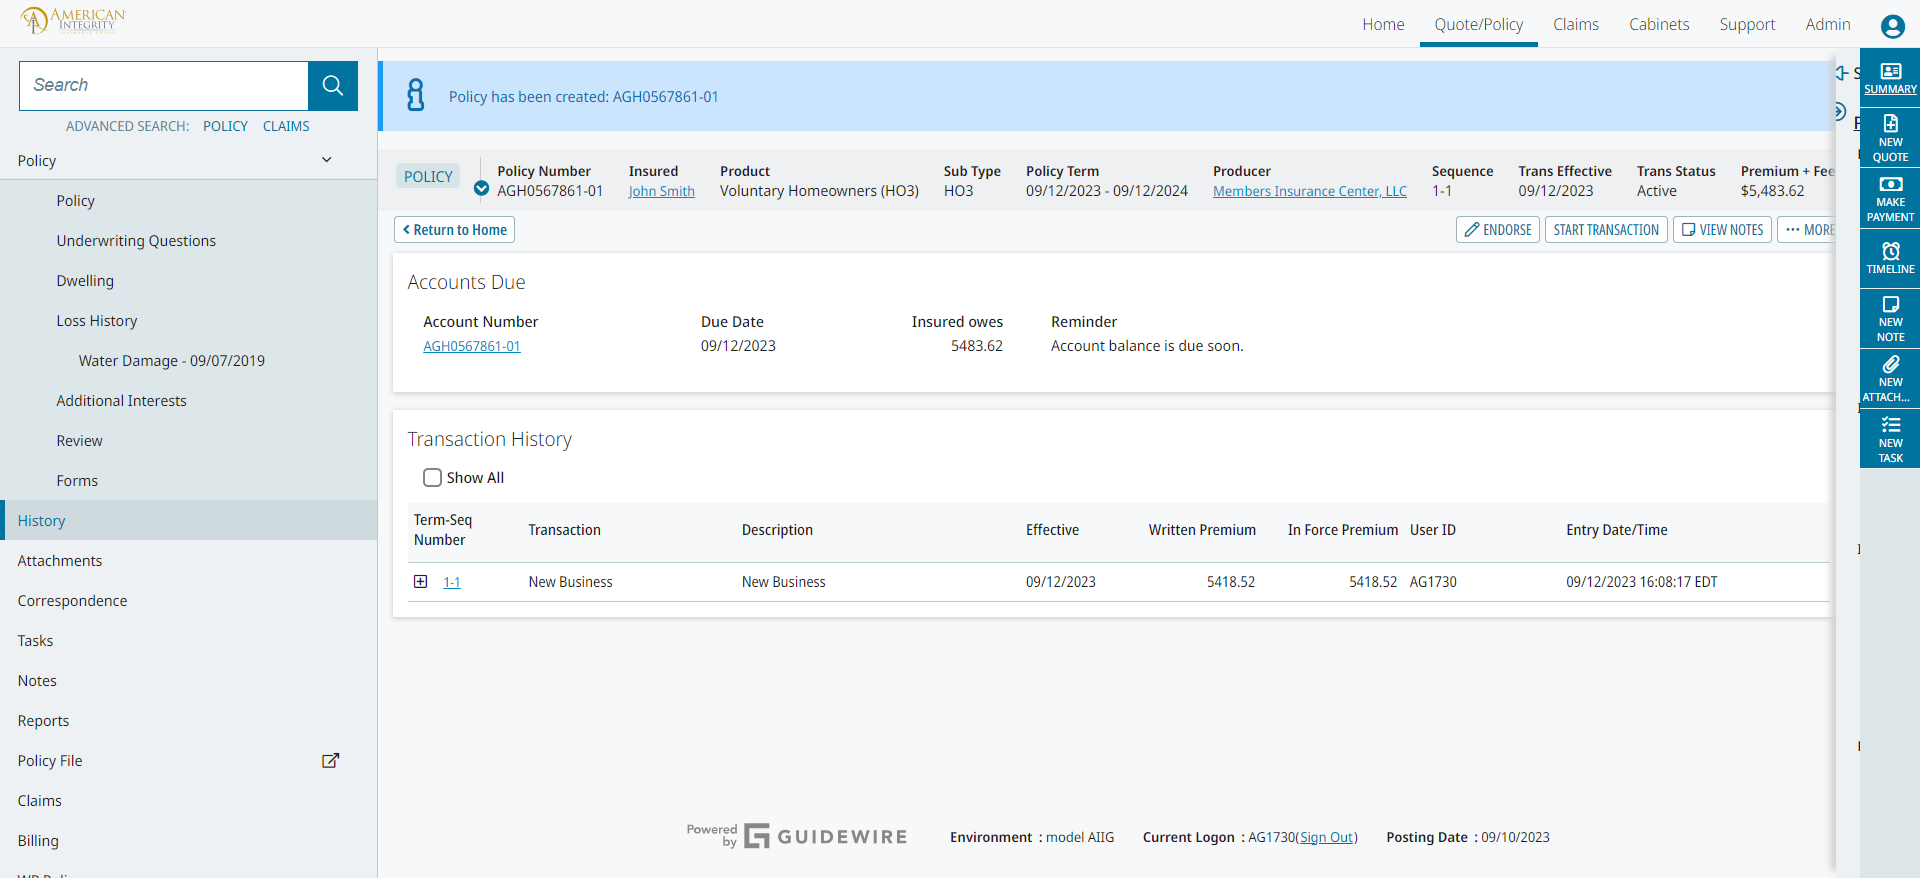 AMERICAN
INTEGRITY
Home Quote/Policy Claims Cabinets Support Admin
Search
ADVANCED SEARCH: POLICY CLAIMS
Policy
Policy
Underwriting Questions
Dwelling
Loss History
Water Damage - 09/07/2019
Additional Interests
Review
Forms
History
Attachments
Correspondence
Tasks
Notes
Reports
Policy File
Claims
Billing
Policy has been created: AGH0567861-01
POLICY
Policy Number Insured Product Sub Type Policy Term Producer Sequence Trans Effective Trans Status Premium + Fee
AGH0567861-01 John Smith Voluntary Homeowners (HO3) HO3 09/12/2023 - 09/12/2024 Members Insurance Center, LLC 1-1 09/12/2023 Active $5,483.62
Return to Home
ENDORSE START TRANSACTION VIEW NOTES MORE
Accounts Due
Account Number Due Date Insured owes Reminder
AGH0567861-01 09/12/2023 5483.62 Account balance is due soon.
Transaction History
Show All
Term-Seq
Number Transaction Description Effective Written Premium In Force Premium User ID Entry Date/Time
1-1 New Business New Business 09/12/2023 5418.52 5418.52 AG1730 09/12/2023 16:08:17 EDT
Powered
by GUIDEWIRE
Environment : model AIIG Current Logon : AG1730(Sign Out) Posting Date : 09/10/2023
SUMMARY
NEW
QUOTE
MAKE
PAYMENT
TIMELINE
NEW
NOTE
NEW
ATTACH...
NEW
TASK